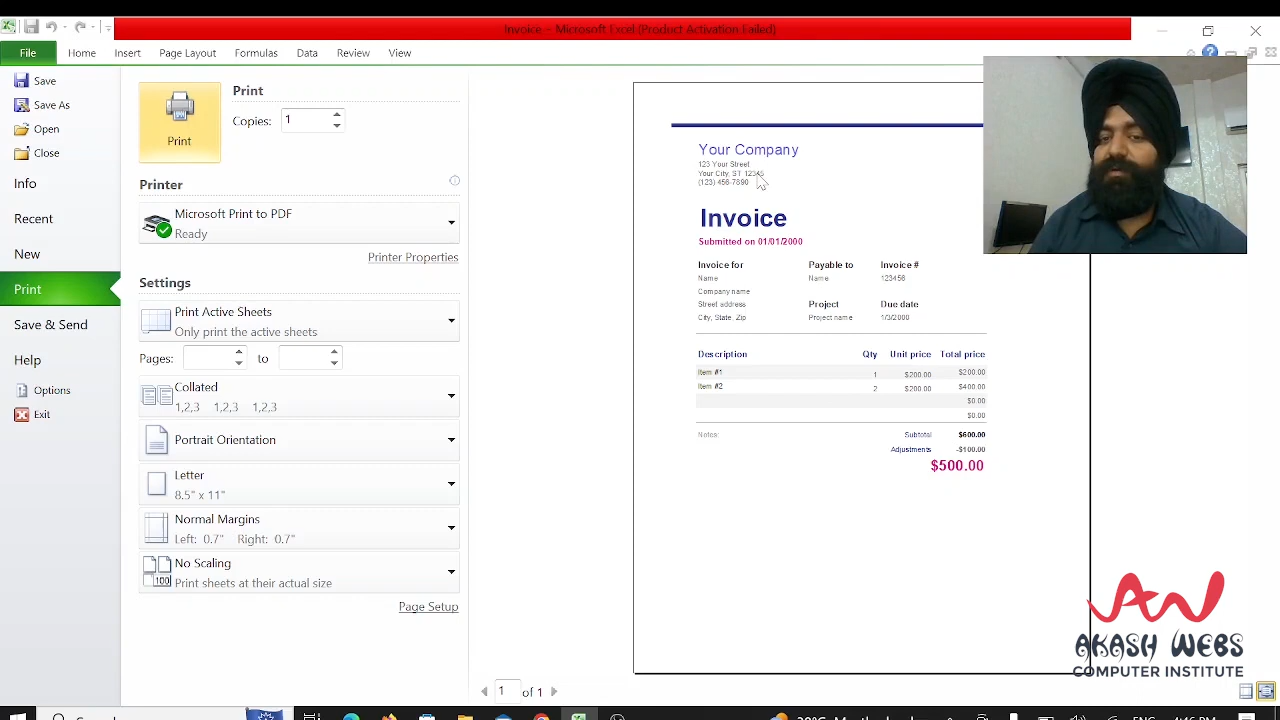 Invoice - Microsoft Excel (Product Activation Failed)
File Home Insert Page Layout Formulas Data Review View
Save
Save As
Open
Close
Info
Recent
New
Print
Save & Send
Help
Options
Exit
Print
Print
Copies: 1
Printer
Microsoft Print to PDF
Ready
Printer Properties
Settings
Print Active Sheets
Only print the active sheets
Pages: to
Collated
1,2,3 1,2,3 1,2,3
Portrait Orientation
Letter
8.5" x 11"
Normal Margins
Left: 0.7" Right: 0.7"
No Scaling
100
Print sheets at their actual size
Page Setup
Your Company
123 Your Street
Your City, ST 12345
(123) 456-7890
Invoice
Submitted on 01/01/2000
Invoice for Payable to Invoice #
Name Name 123456
Company name
Street address Project Due date
City, State, Zip Project name 1/3/2000
Description Qty Unit price Total price
Item #1 1 $200.00 $200.00
Item #2 2 $200.00 $400.00
$0.00
$0.00
Notes: Subtotal $600.00
Adjustments -$100.00
$500.00
1 of 1
AKASH WEBS
COMPUTER INSTITUTE